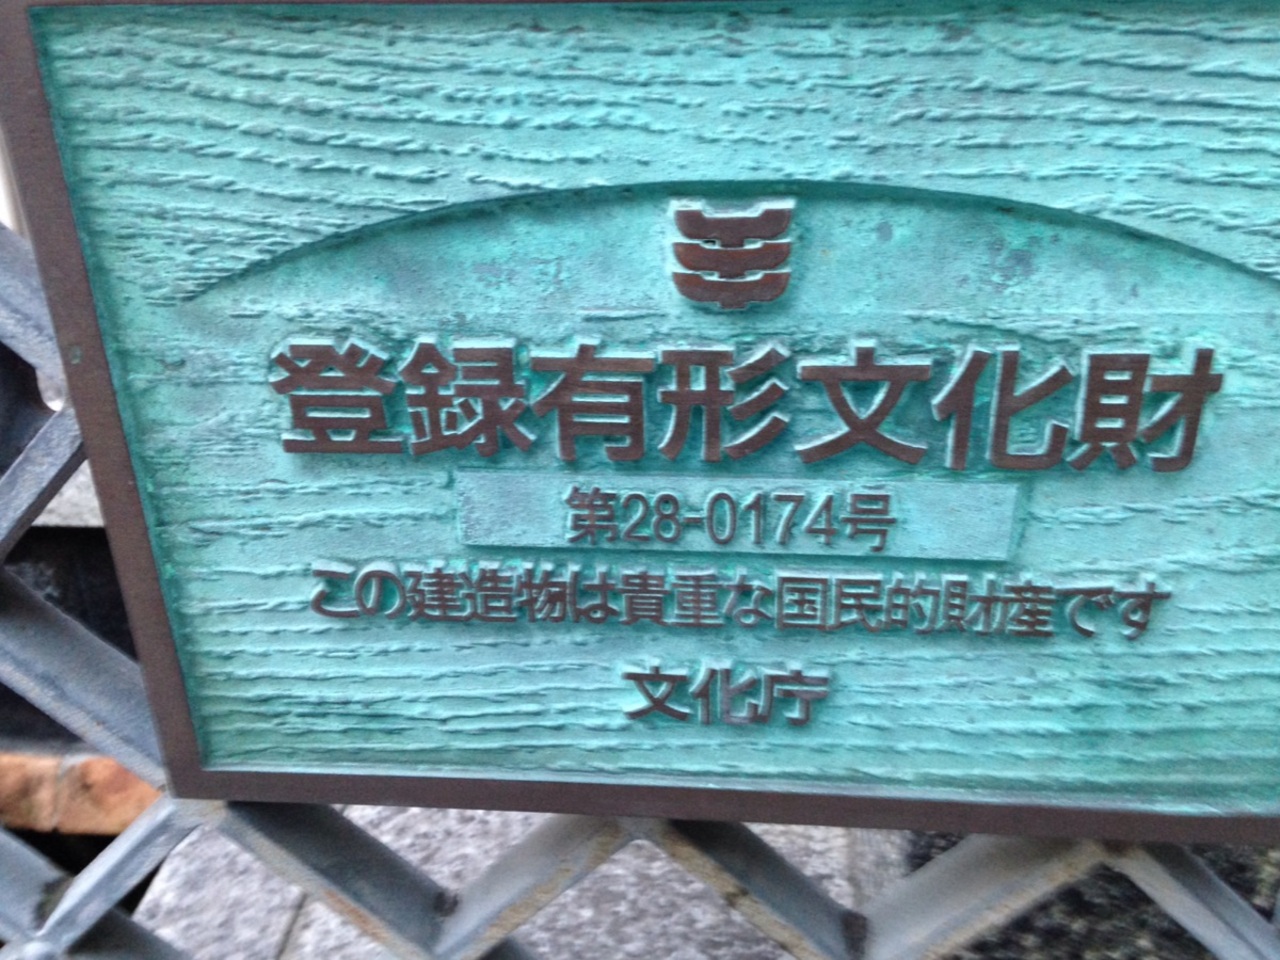 登録有形文化財
第28-0174号
この建造物は貴重な国民的財産です
文化庁